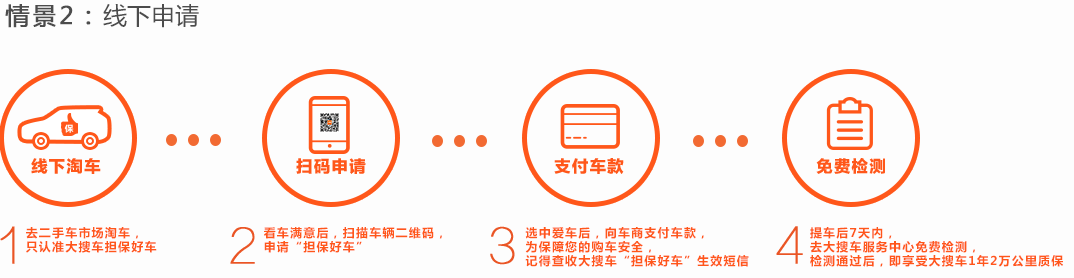 情景2：线下申请
保
线下淘车
扫码申请
支付车款
免费检测
1 去二手车市场淘车，
只认准大搜车担保好车
2 看车满意后，扫描车辆二维码，
申请“担保好车”
3 选中爱车后，向车商支付车款，
为保障您的购车安全，
记得查收大搜车“担保好车”生效短信
4 提车后7天内，
去大搜车服务中心免费检测，
检测通过后，即享受大搜车1年2万公里质保